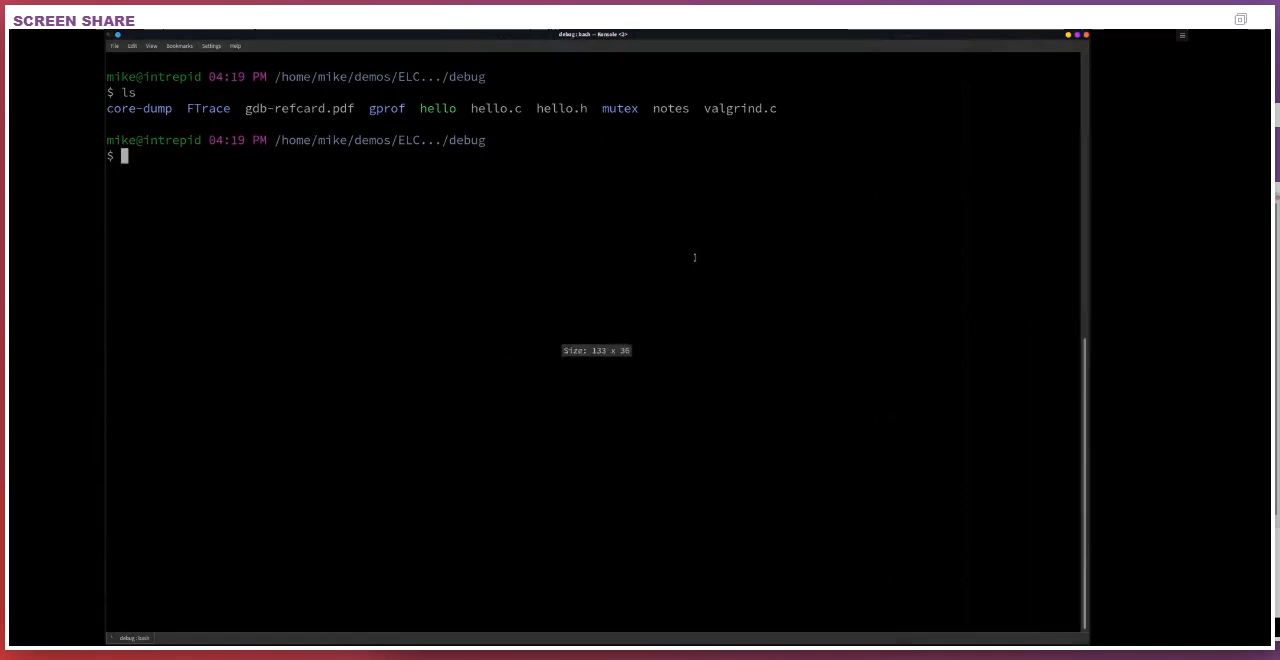 SCREEN SHARE
debug : bash — Konsole <2>
File Edit View Bookmarks Settings Help
mike@intrepid 04:19 PM /home/mike/demos/ELC.../debug
$ ls
core-dump FTrace gdb-refcard.pdf gprof hello hello.c hello.h mutex notes valgrind.c
mike@intrepid 04:19 PM /home/mike/demos/ELC.../debug
$
Size: 133 x 36
debug : bash